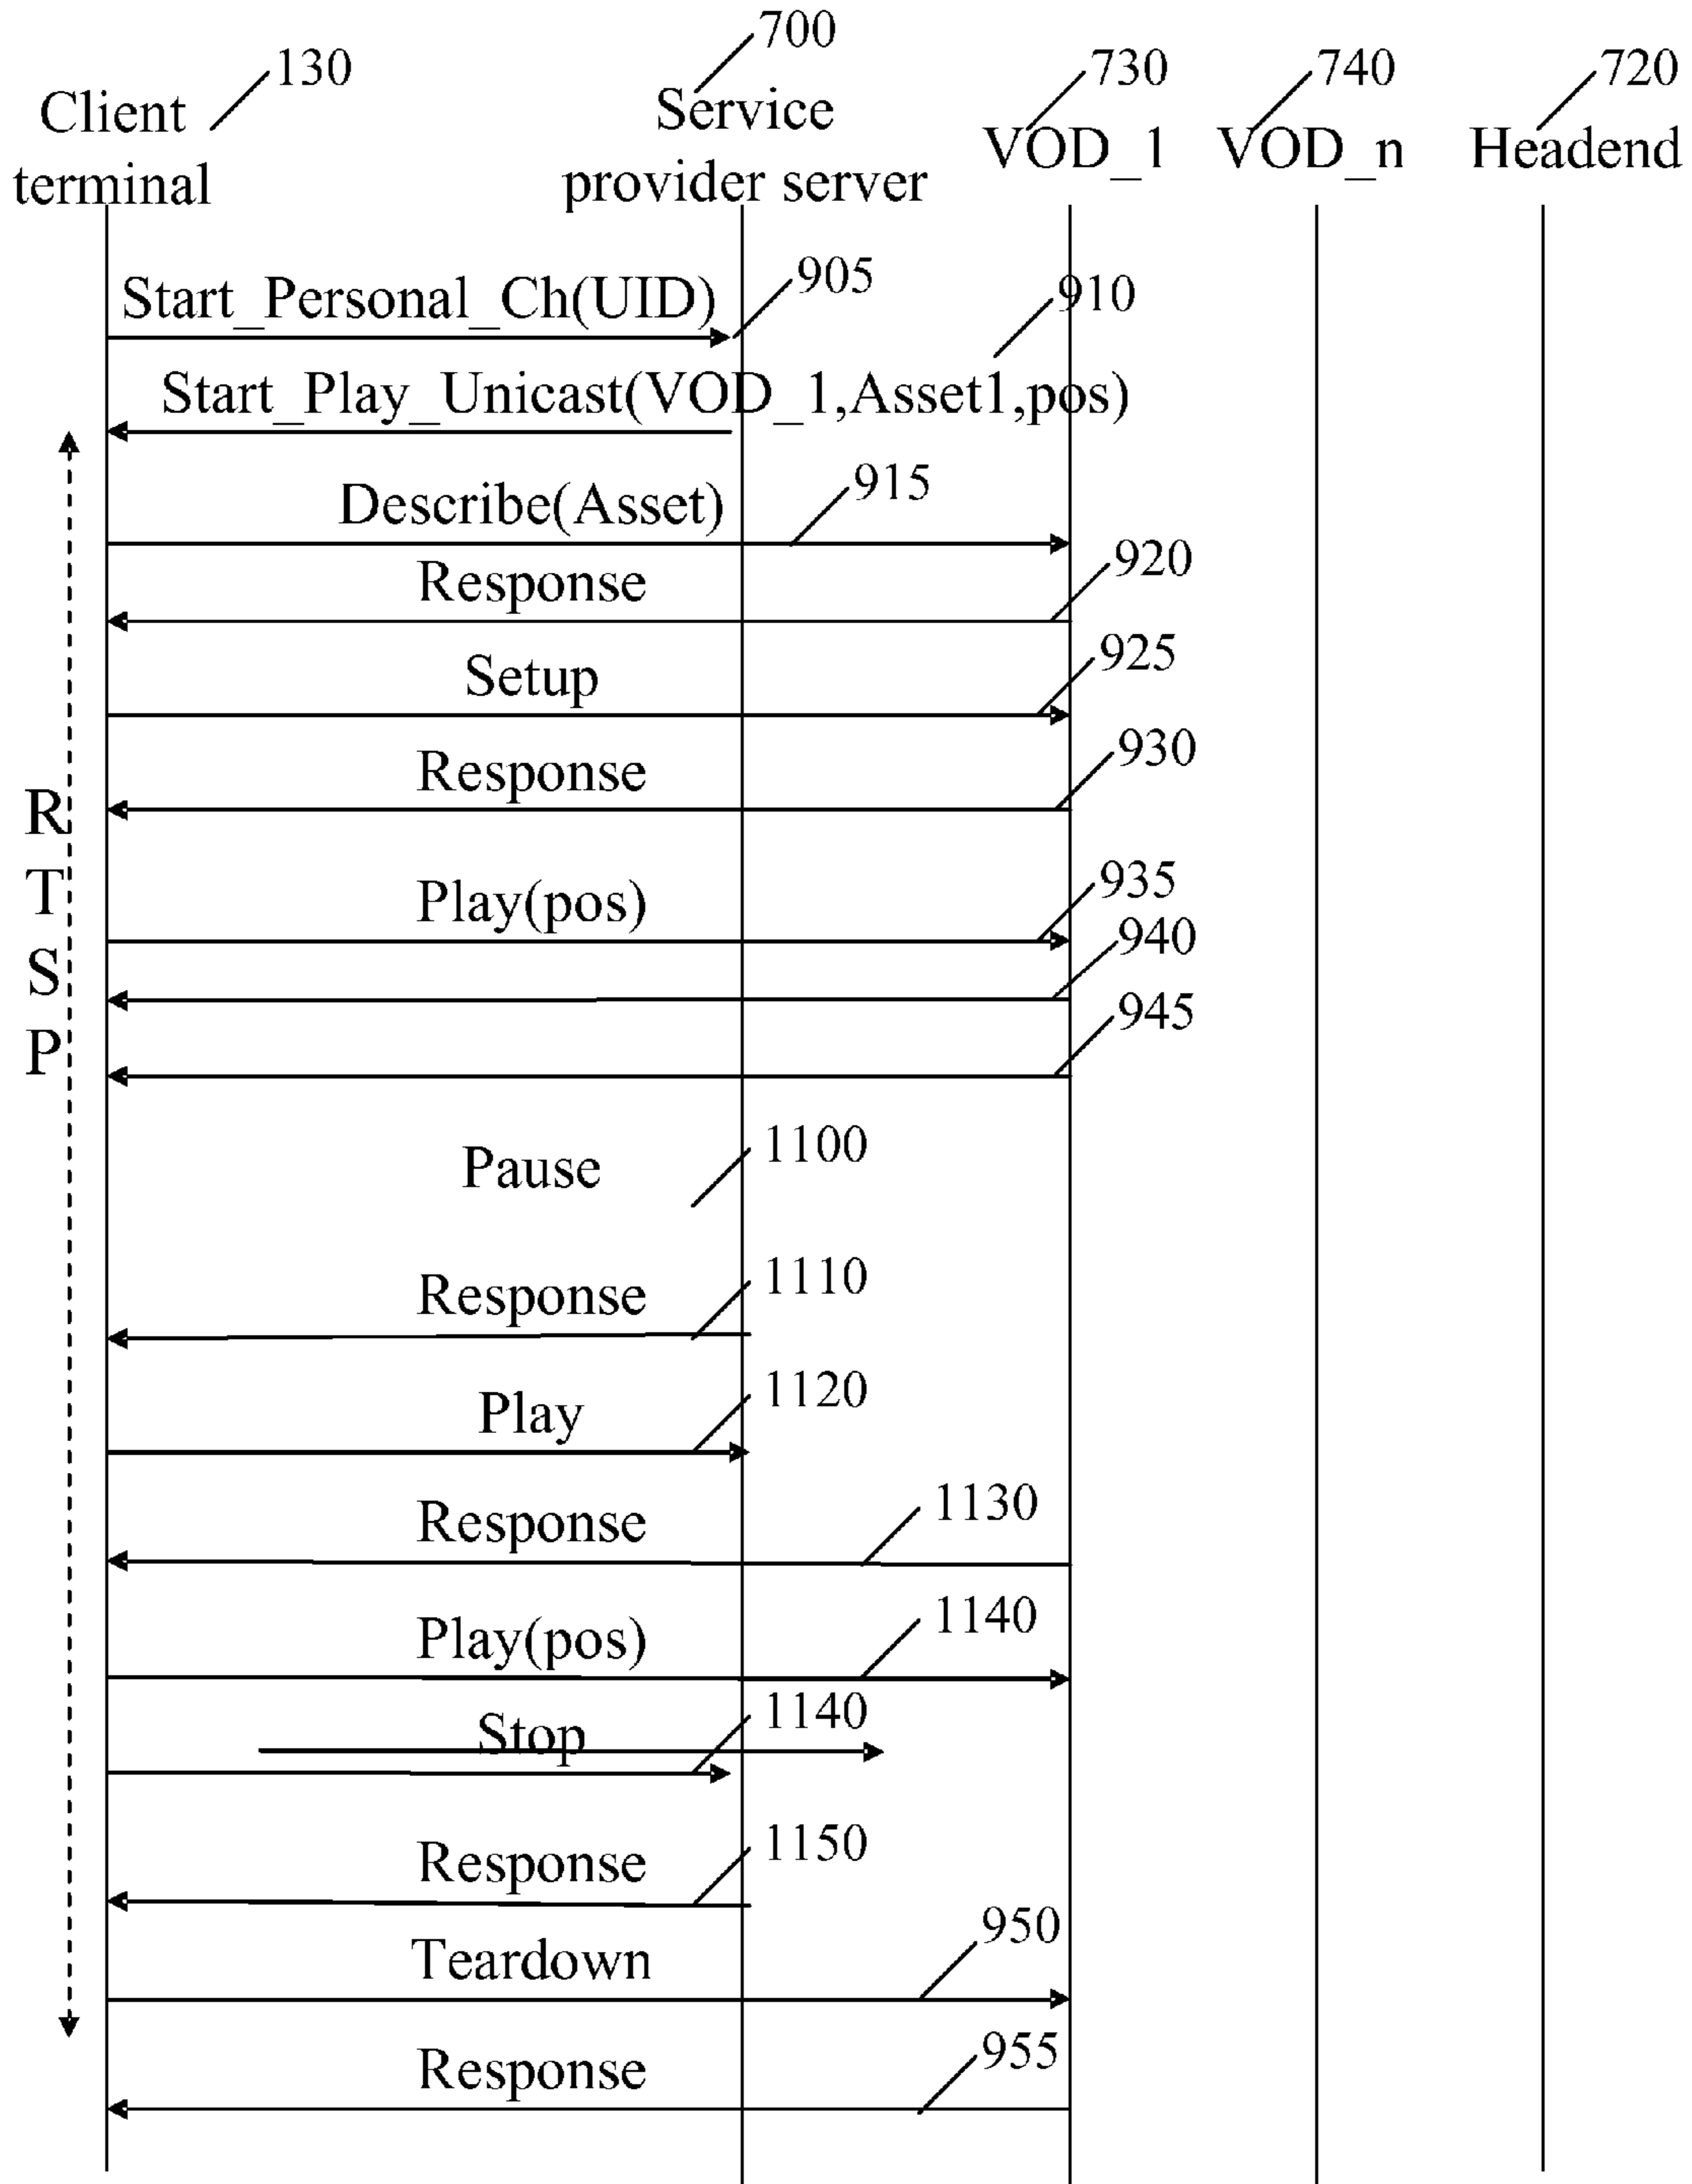 700
130
730
740
720
Client
terminal
Service
provider server
VOD_1
VOD_n
Headend
905
Start_Personal_Ch(UID)
910
Start_Play_Unicast(VOD_1,Asset1,pos)
915
Describe(Asset)
920
Response
925
Setup
930
Response
935
Play(pos)
940
945
R
T
S
P
1100
Pause
1110
Response
1120
Play
1130
Response
1140
Play(pos)
1140
Stop
1150
Response
950
Teardown
955
Response